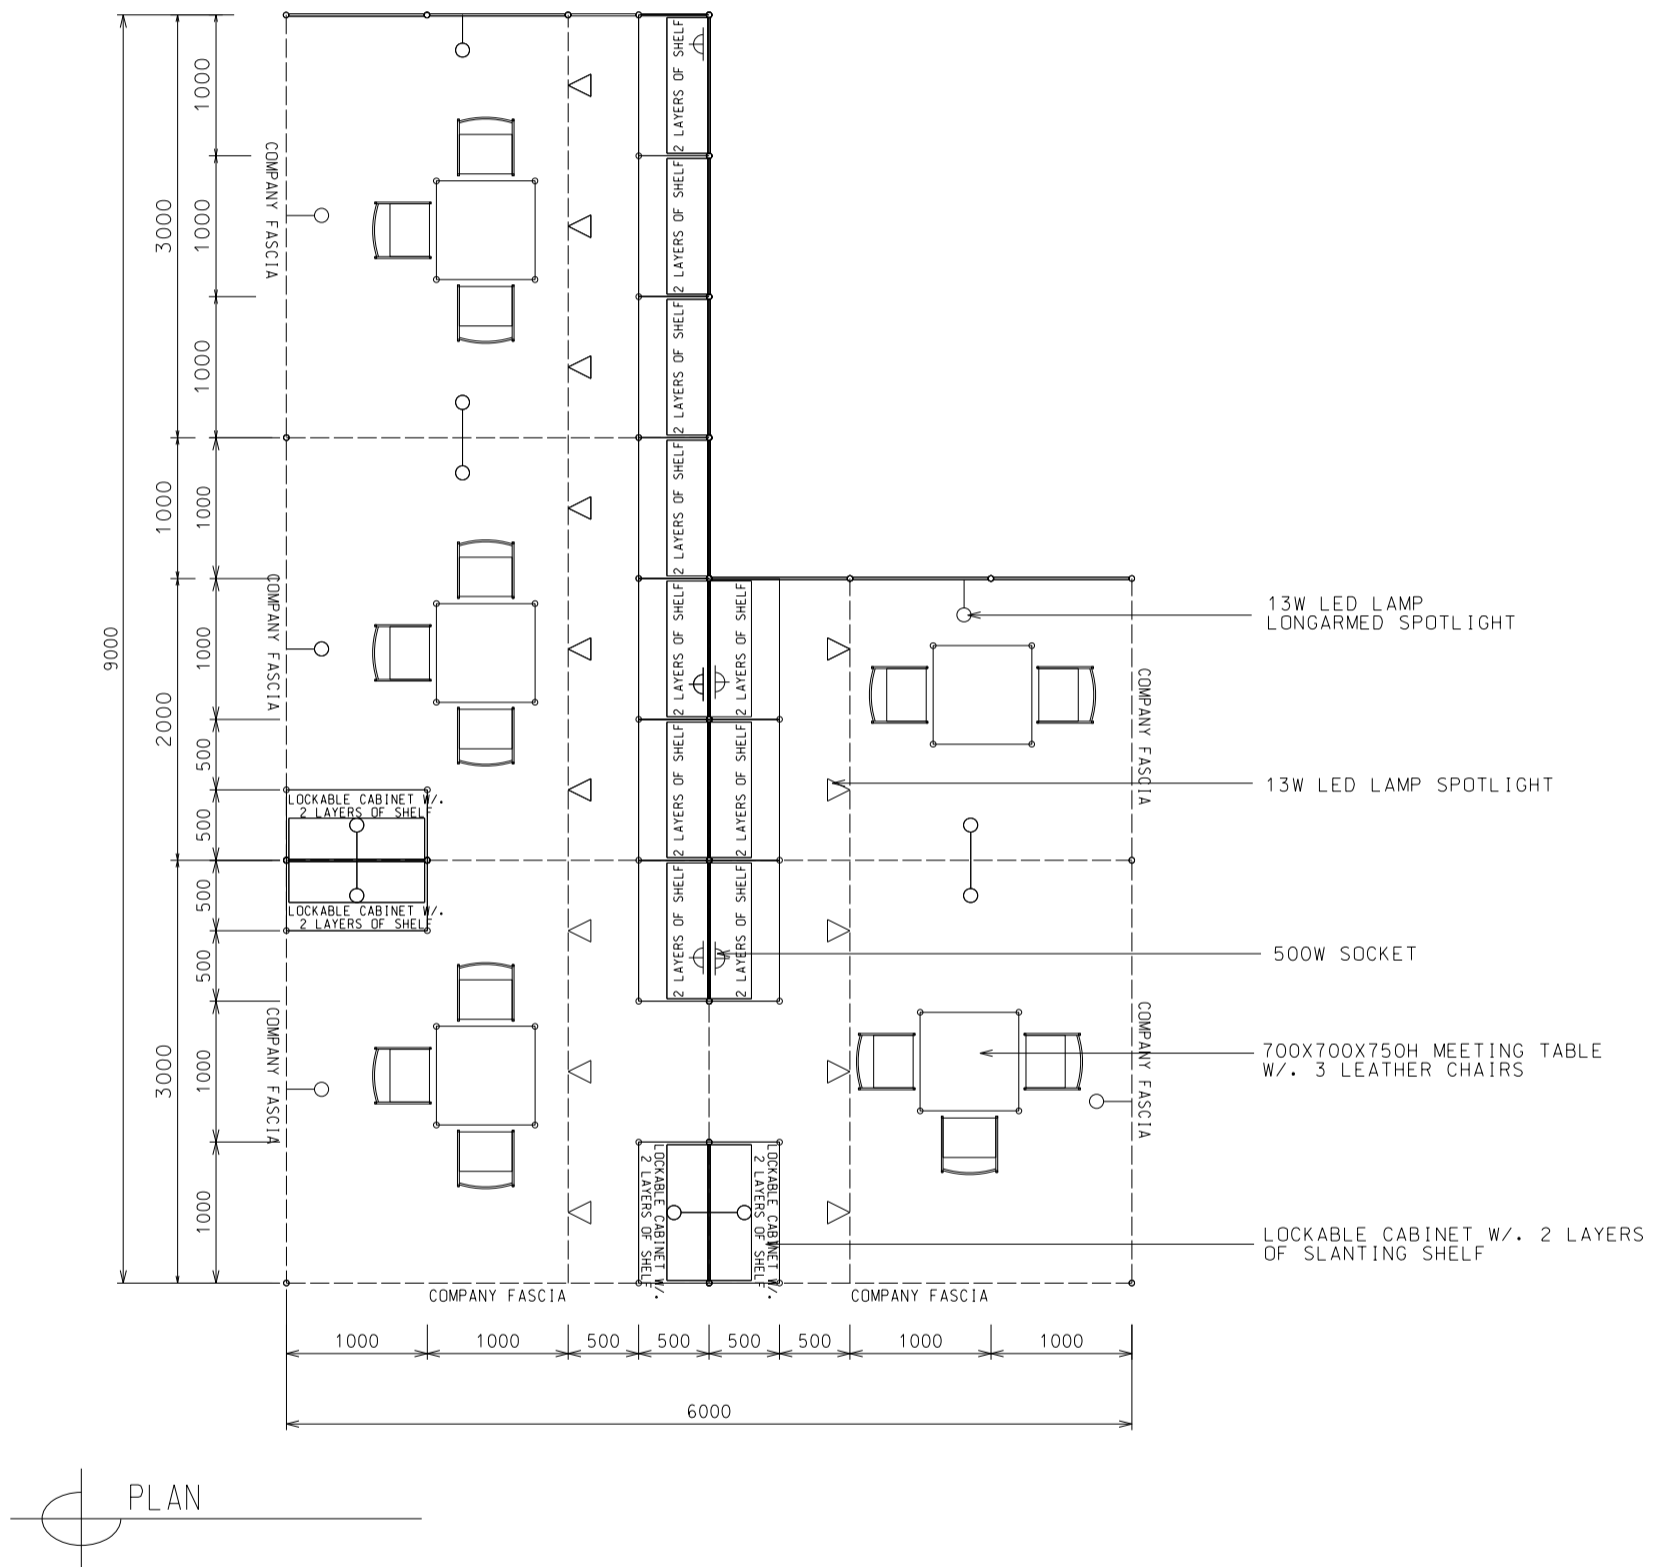 2 LAYERS OF SHELF
1000
COMPANY FASCIA
2 LAYERS OF SHELF
3000
1000
2 LAYERS OF SHELF
1000
2 LAYERS OF SHELF
1000
1000
9000
COMPANY FASCIA
2 LAYERS OF SHELF
2 LAYERS OF SHELF
1000
13W LED LAMP
LONGARMED SPOTLIGHT
COMPANY FASCIA
2000
500
2 LAYERS OF SHELF
2 LAYERS OF SHELF
13W LED LAMP SPOTLIGHT
LOCKABLE CABINET W/.
2 LAYERS OF SHELF
500
500
LOCKABLE CABINET W/.
2 LAYERS OF SHELF
2 LAYERS OF SHELF
2 LAYERS OF SHELF
500
500W SOCKET
COMPANY FASCIA
COMPANY FASCIA
3000
1000
700X700X750H MEETING TABLE
W/. 3 LEATHER CHAIRS
1000
LOCKABLE CABINET W/.
2 LAYERS OF SHELF
LOCKABLE CABINET W/.
2 LAYERS OF SHELF
LOCKABLE CABINET W/. 2 LAYERS
OF SLANTING SHELF
COMPANY FASCIA
COMPANY FASCIA
1000
1000
500
500
500
500
1000
1000
6000
PLAN